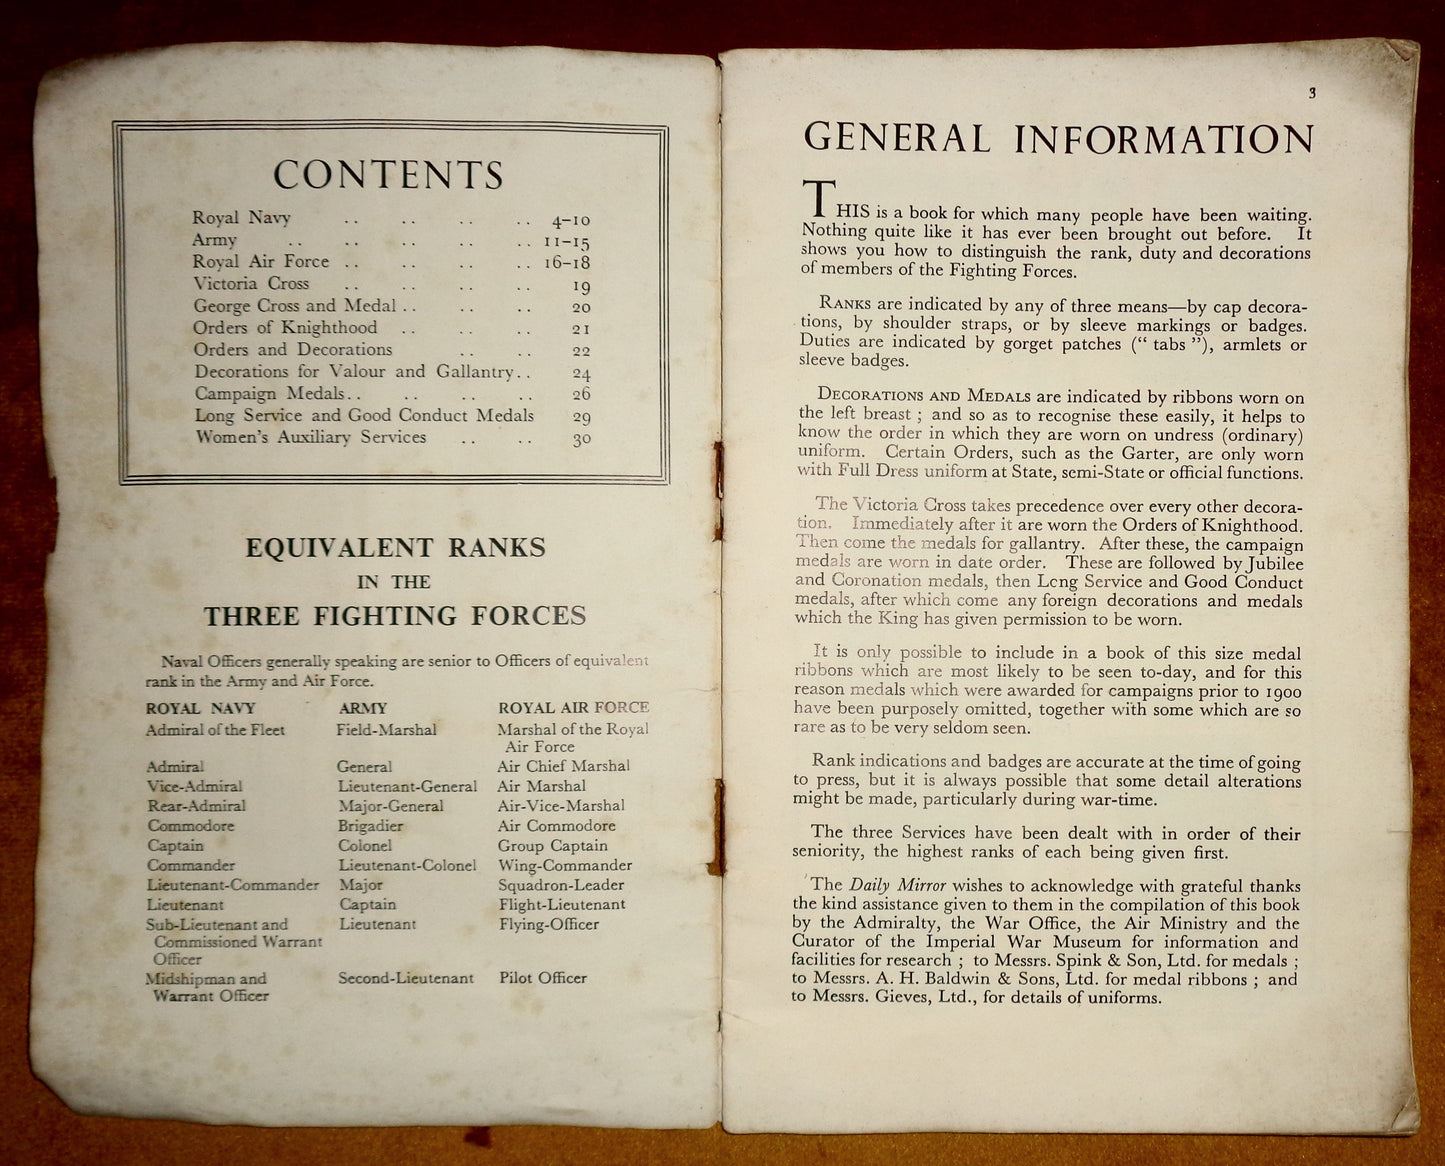 CONTENTS
Royal Navy .. .. .. .. 4–10
Army .. .. .. .. .. 11–15
Royal Air Force .. .. .. .. 16–18
Victoria Cross .. .. .. .. 19
George Cross and Medal .. .. .. 20
Orders of Knighthood .. .. .. 21
Orders and Decorations .. .. 22
Decorations for Valour and Gallantry .. 24
Campaign Medals .. .. .. .. 26
Long Service and Good Conduct Medals 29
Women's Auxiliary Services .. .. 30
EQUIVALENT RANKS
IN THE
THREE FIGHTING FORCES
Naval Officers generally speaking are senior to Officers of equivalent
rank in the Army and Air Force.
ROYAL NAVY ARMY ROYAL AIR FORCE
Admiral of the Fleet Field-Marshal Marshal of the Royal
Air Force
Admiral General Air Chief Marshal
Vice-Admiral Lieutenant-General Air Marshal
Rear-Admiral Major-General Air-Vice-Marshal
Commodore Brigadier Air Commodore
Captain Colonel Group Captain
Commander Lieutenant-Colonel Wing-Commander
Lieutenant-Commander Major Squadron-Leader
Lieutenant Captain Flight-Lieutenant
Sub-Lieutenant and Lieutenant Flying-Officer
Commissioned Warrant
Officer
Midshipman and Second-Lieutenant Pilot Officer
Warrant Officer
3
GENERAL INFORMATION
THIS is a book for which many people have been waiting.
Nothing quite like it has ever been brought out before. It
shows you how to distinguish the rank, duty and decorations
of members of the Fighting Forces.
RANKS are indicated by any of three means—by cap decora-
tions, by shoulder straps, or by sleeve markings or badges.
Duties are indicated by gorget patches (" tabs "), armlets or
sleeve badges.
DECORATIONS AND MEDALS are indicated by ribbons worn on
the left breast ; and so as to recognise these easily, it helps to
know the order in which they are worn on undress (ordinary)
uniform. Certain Orders, such as the Garter, are only worn
with Full Dress uniform at State, semi-State or official functions.
The Victoria Cross takes precedence over every other decora-
tion. Immediately after it are worn the Orders of Knighthood.
Then come the medals for gallantry. After these, the campaign
medals are worn in date order. These are followed by Jubilee
and Coronation medals, then Long Service and Good Conduct
medals, after which come any foreign decorations and medals
which the King has given permission to be worn.
It is only possible to include in a book of this size medal
ribbons which are most likely to be seen to-day, and for this
reason medals which were awarded for campaigns prior to 1900
have been purposely omitted, together with some which are so
rare as to be very seldom seen.
Rank indications and badges are accurate at the time of going
to press, but it is always possible that some detail alterations
might be made, particularly during war-time.
The three Services have been dealt with in order of their
seniority, the highest ranks of each being given first.
The Daily Mirror wishes to acknowledge with grateful thanks
the kind assistance given to them in the compilation of this book
by the Admiralty, the War Office, the Air Ministry and the
Curator of the Imperial War Museum for information and
facilities for research ; to Messrs. Spink & Son, Ltd. for medals ;
to Messrs. A. H. Baldwin & Sons, Ltd. for medal ribbons ; and
to Messrs. Gieves, Ltd., for details of uniforms.